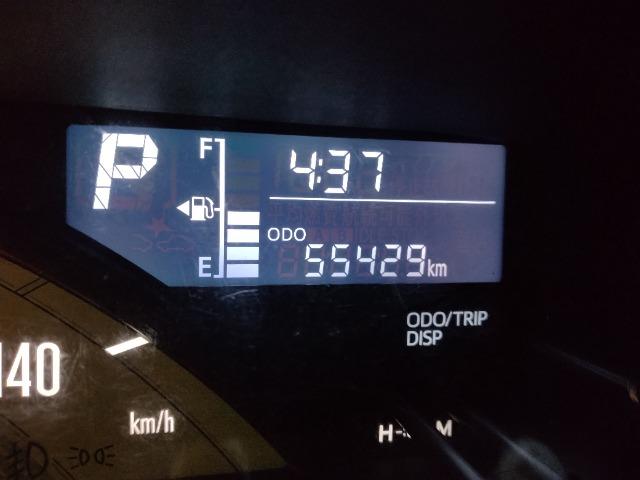 P
F
4:37
ODO
E
55429km
ODO/TRIP
DISP
140
km/h
H- M